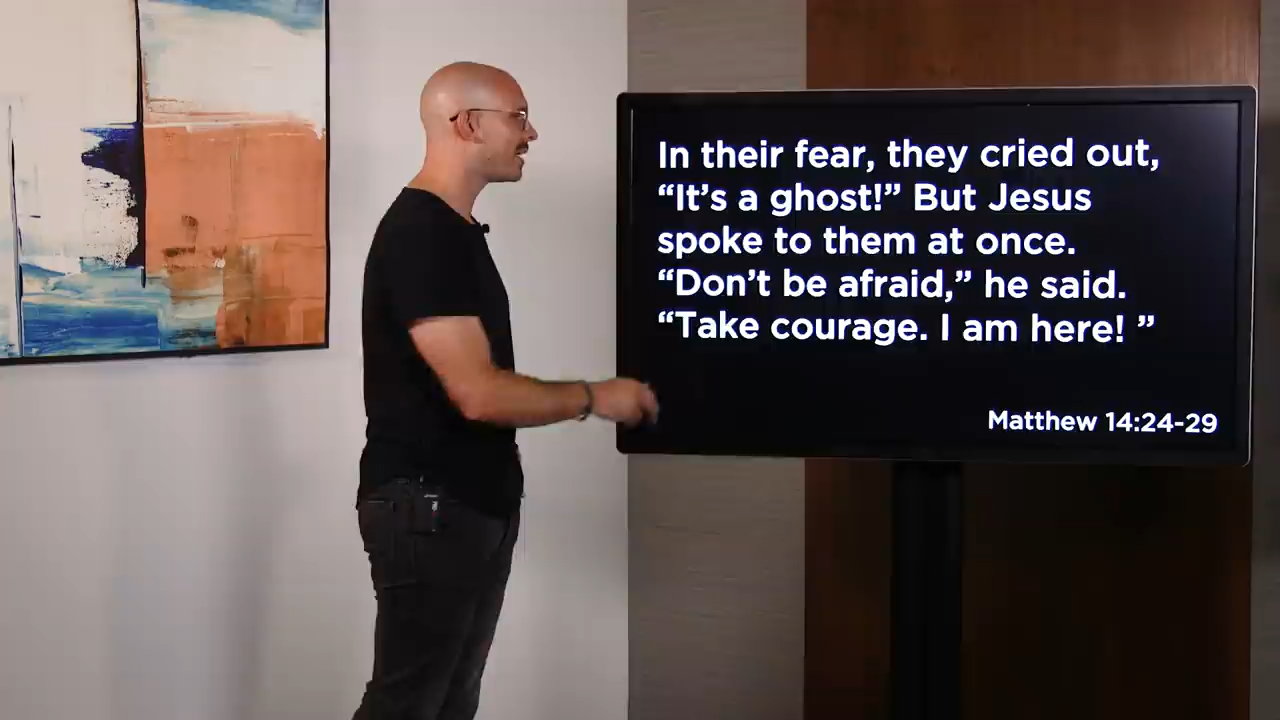 In their fear, they cried out,
“It’s a ghost!” But Jesus
spoke to them at once.
“Don’t be afraid,” he said.
“Take courage. I am here! ”
Matthew 14:24-29